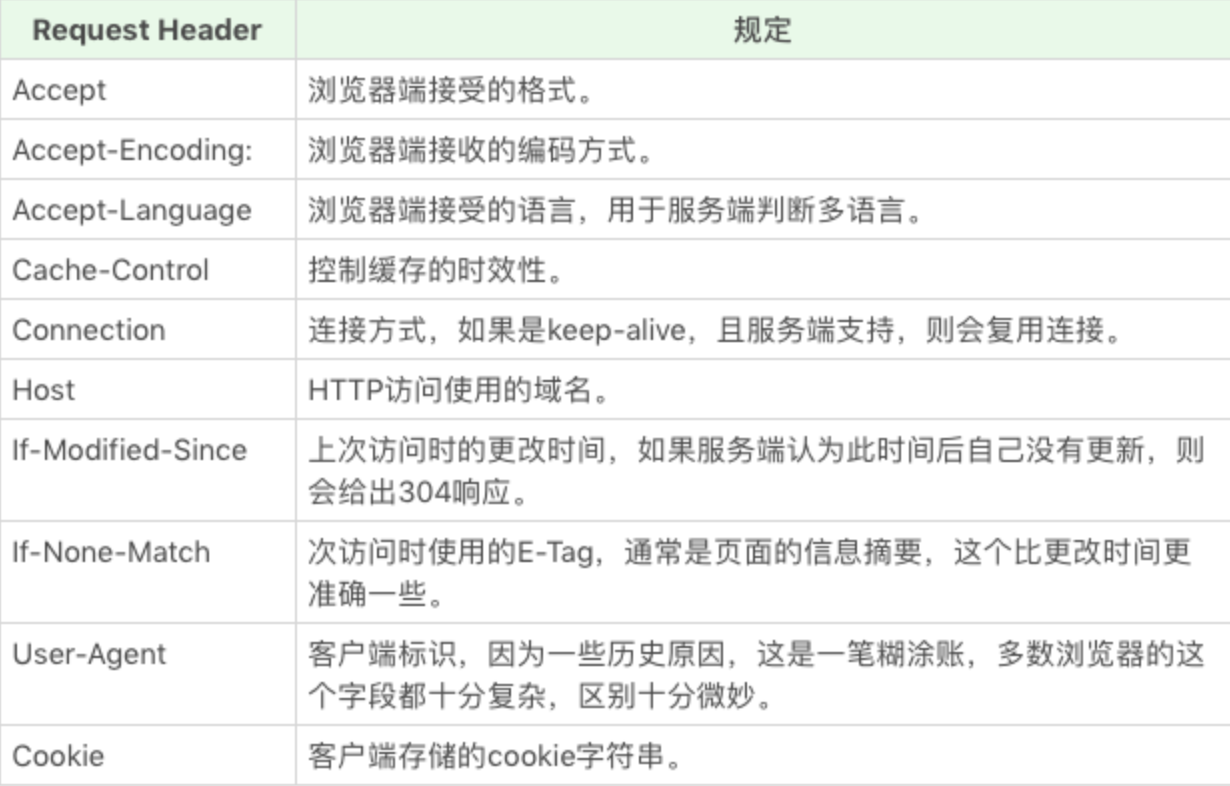 Request Header 规定
Accept 浏览器端接受的格式。
Accept-Encoding: 浏览器端接收的编码方式。
Accept-Language 浏览器端接受的语言，用于服务端判断多语言。
Cache-Control 控制缓存的时效性。
Connection 连接方式，如果是keep-alive，且服务端支持，则会复用连接。
Host HTTP访问使用的域名。
If-Modified-Since 上次访问时的更改时间，如果服务端认为此时间后自己没有更新，则
会给出304响应。
If-None-Match 次访问时使用的E-Tag，通常是页面的信息摘要，这个比更改时间更
准确一些。
User-Agent 客户端标识，因为一些历史原因，这是一笔糊涂账，多数浏览器的这
个字段都十分复杂，区别十分微妙。
Cookie 客户端存储的cookie字符串。